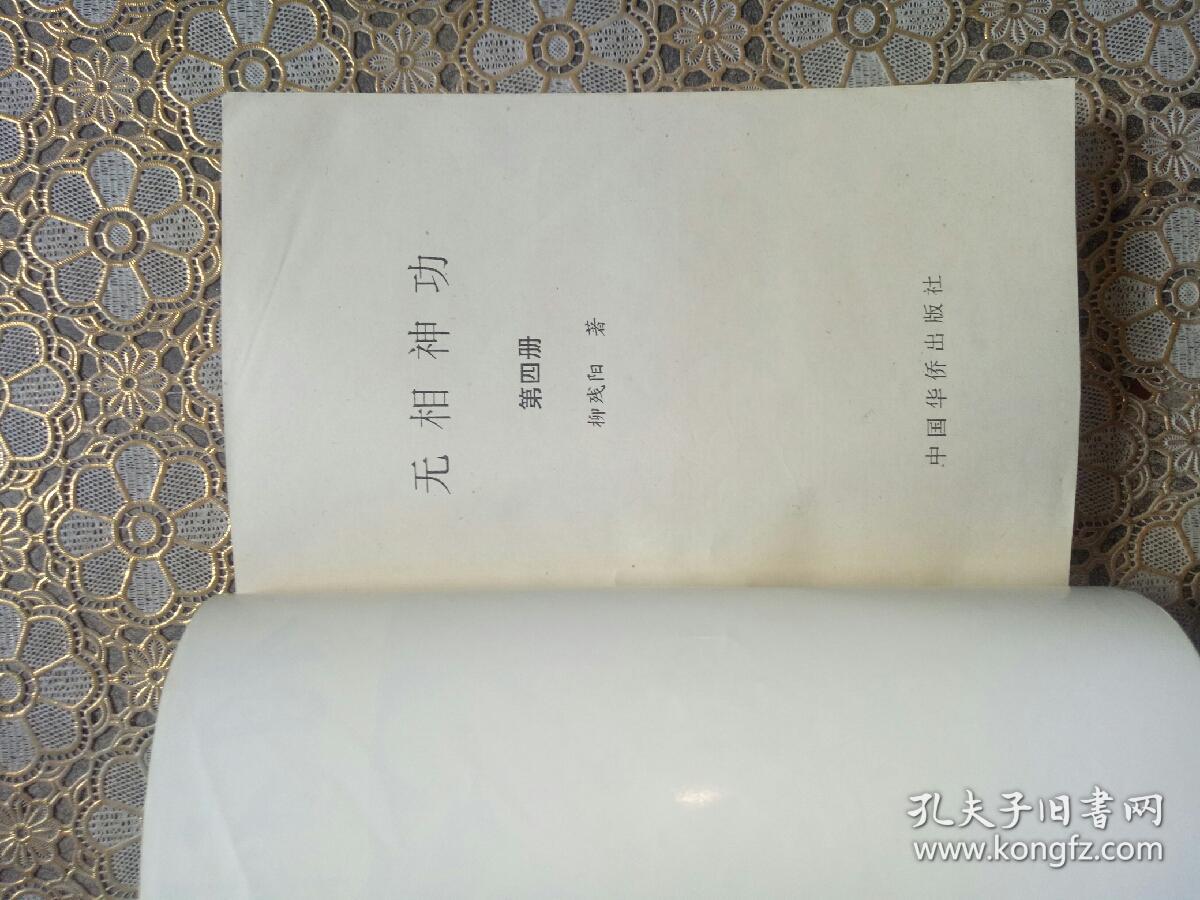 无相神功
第四册
柳残阳 著
中国华侨出版社
孔夫子旧书网
www.kongfz.com